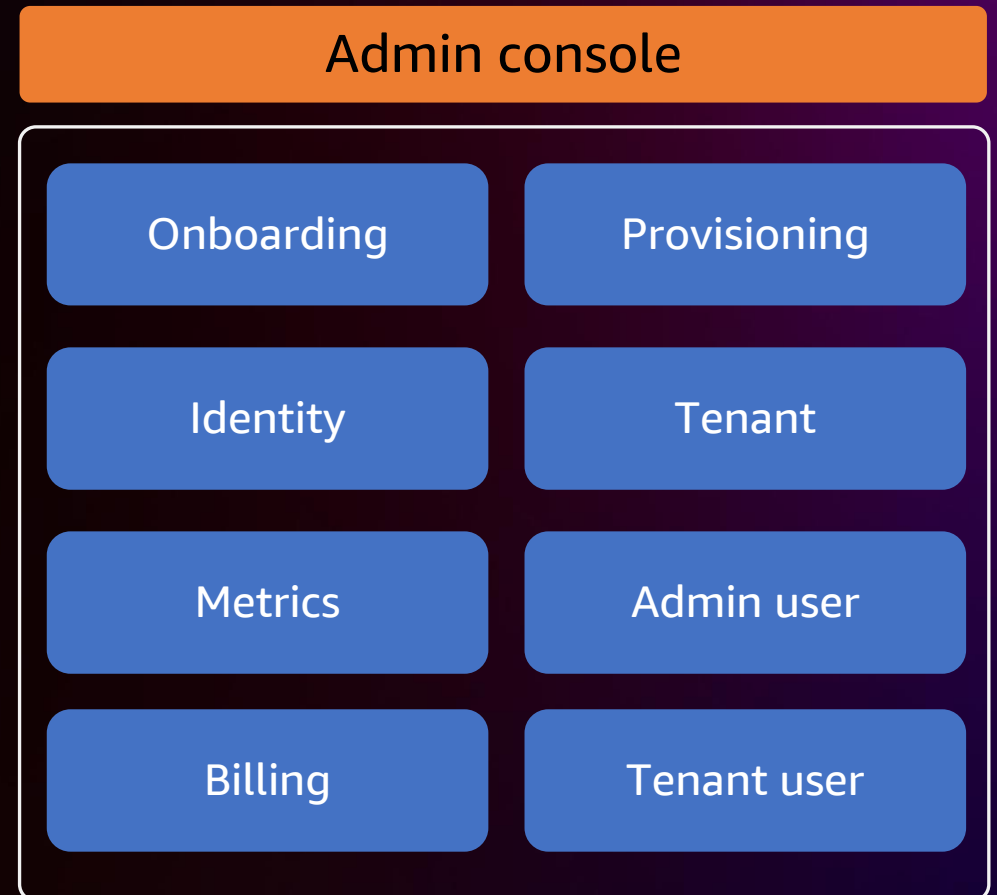 Admin console
Onboarding
Provisioning
Identity
Tenant
Metrics
Admin user
Billing
Tenant user